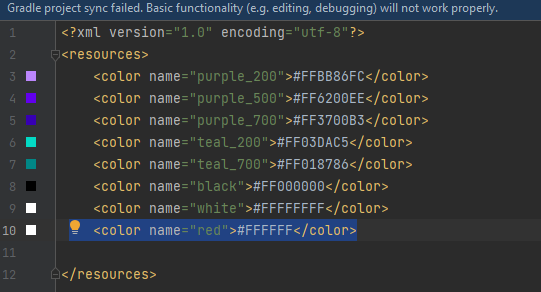 Gradle project sync failed. Basic functionality (e.g. editing, debugging) will not work properly.
1 <?xml version="1.0" encoding="utf-8"?>
2 <resources>
3 <color name="purple_200">#FFBB86FC</color>
4 <color name="purple_500">#FF6200EE</color>
5 <color name="purple_700">#FF3700B3</color>
6 <color name="teal_200">#FF03DAC5</color>
7 <color name="teal_700">#FF018786</color>
8 <color name="black">#FF000000</color>
9 <color name="white">#FFFFFFFF</color>
10 <color name="red">#FFFFFF</color>
11
12 </resources>